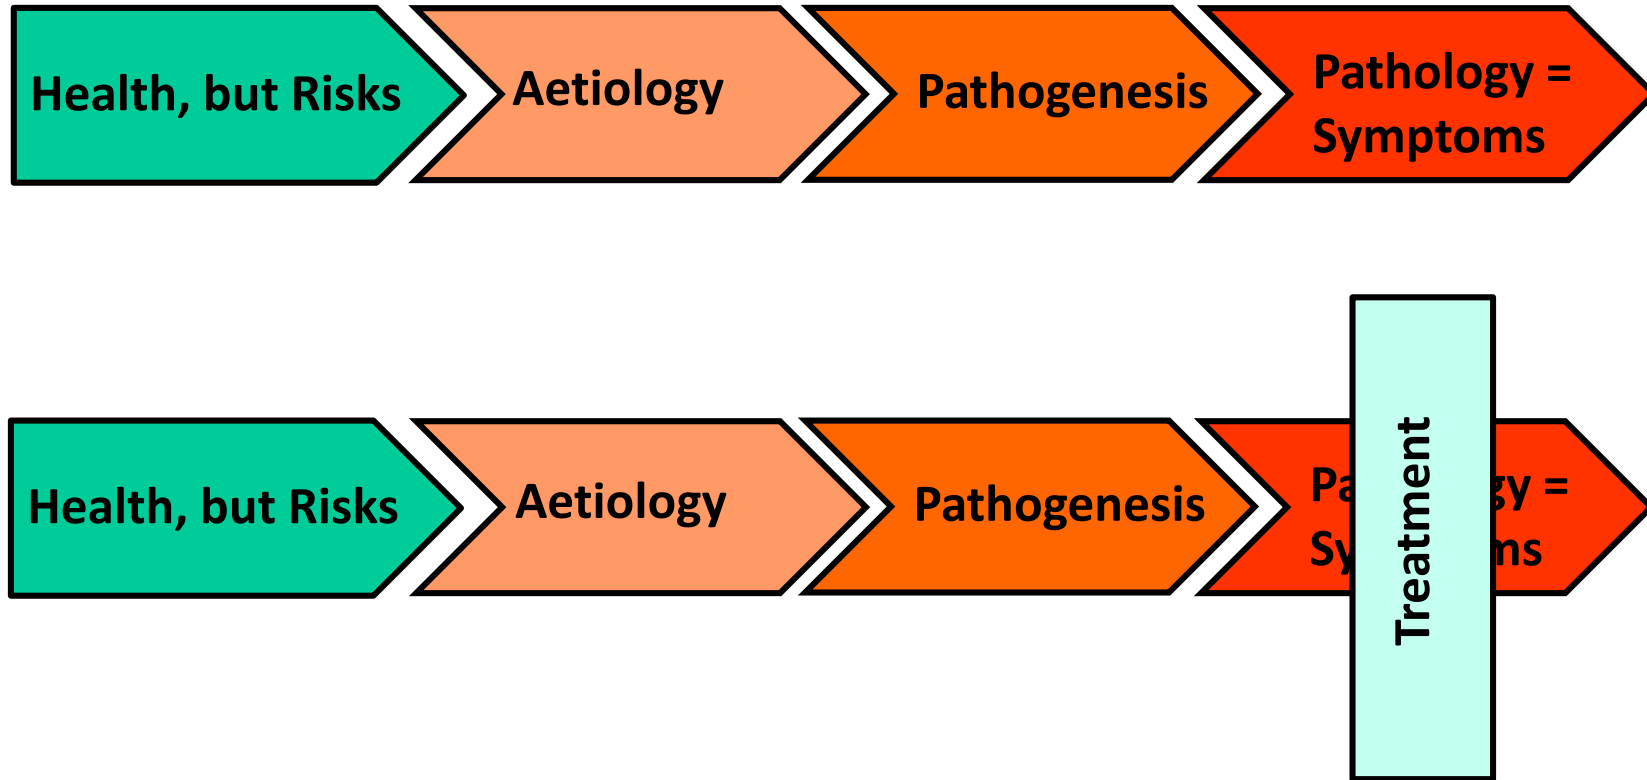 Health, but Risks
Aetiology
Pathogenesis
Pathology =
Symptoms
Health, but Risks
Aetiology
Pathogenesis
Treatment